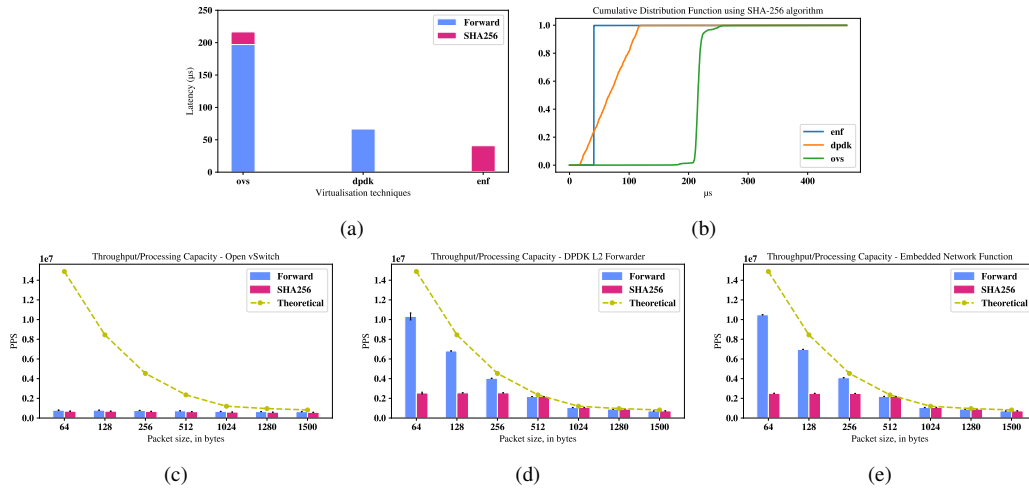 250
200
150
100
50
0
Latency (μs)
ovs
dpdk
enf
Virtualisation techniques
Forward
SHA256
(a)
Cumulative Distribution Function using SHA-256 algorithm
1.0
0.8
0.6
0.4
0.2
0.0
0
100
200
300
400
μs
enf
dpdk
ovs
(b)
1e7
Throughput/Processing Capacity - Open vSwitch
1.4
1.2
1.0
0.8
0.6
0.4
0.2
0.0
PPS
64
128
256
512
1024
1280
1500
Packet size, in bytes
Forward
SHA256
Theoretical
(c)
1e7
Throughput/Processing Capacity - DPDK L2 Forwarder
1.4
1.2
1.0
0.8
0.6
0.4
0.2
0.0
PPS
64
128
256
512
1024
1280
1500
Packet size, in bytes
Forward
SHA256
Theoretical
(d)
1e7
Throughput/Processing Capacity - Embedded Network Function
1.4
1.2
1.0
0.8
0.6
0.4
0.2
0.0
PPS
64
128
256
512
1024
1280
1500
Packet size, in bytes
Forward
SHA256
Theoretical
(e)